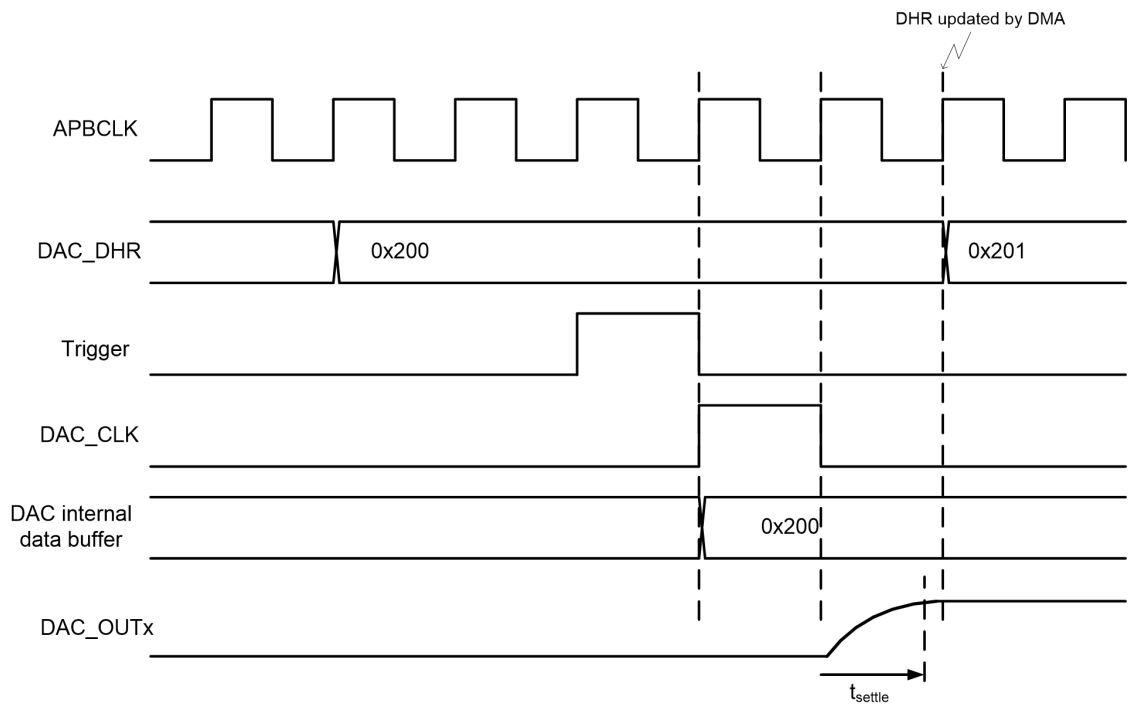 DHR updated by DMA
APBCLK
DAC_DHR
0x200
0x201
Trigger
DAC_CLK
DAC internal
data buffer
0x200
DAC_OUTx
tsettle